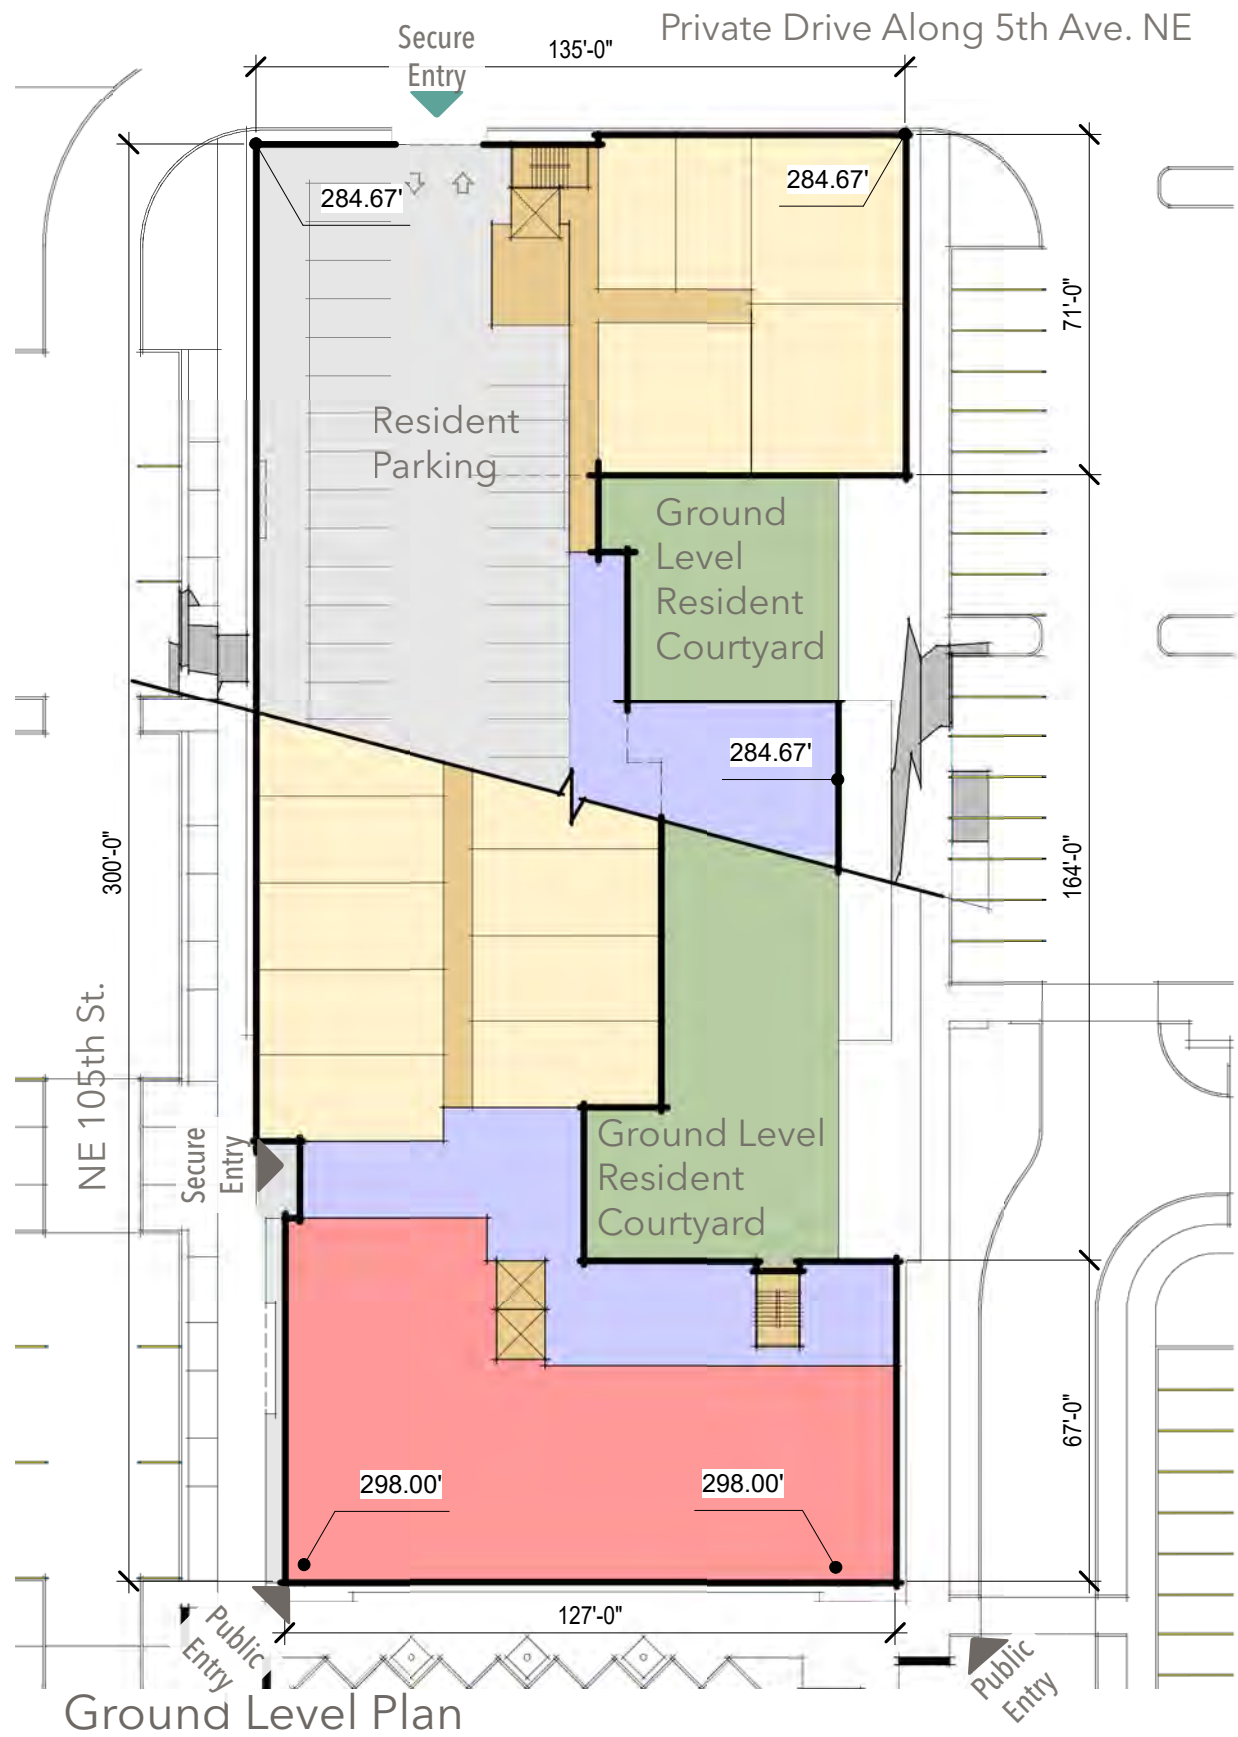 Private Drive Along 5th Ave. NE
Secure
Entry
135'-0"
284.67'
284.67'
71'-0"
Resident
Parking
Ground
Level
Resident
Courtyard
284.67'
300'-0"
164'-0"
NE 105th St.
Secure
Entry
Ground Level
Resident
Courtyard
67'-0"
298.00'
298.00'
127'-0"
Public
Entry
Public
Entry
Ground Level Plan